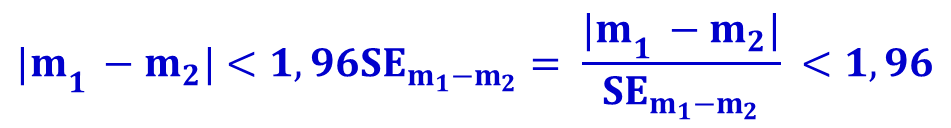 |m₁ − m₂| < 1,96SE_{m₁−m₂} = |m₁ − m₂| / SE_{m₁−m₂} < 1,96